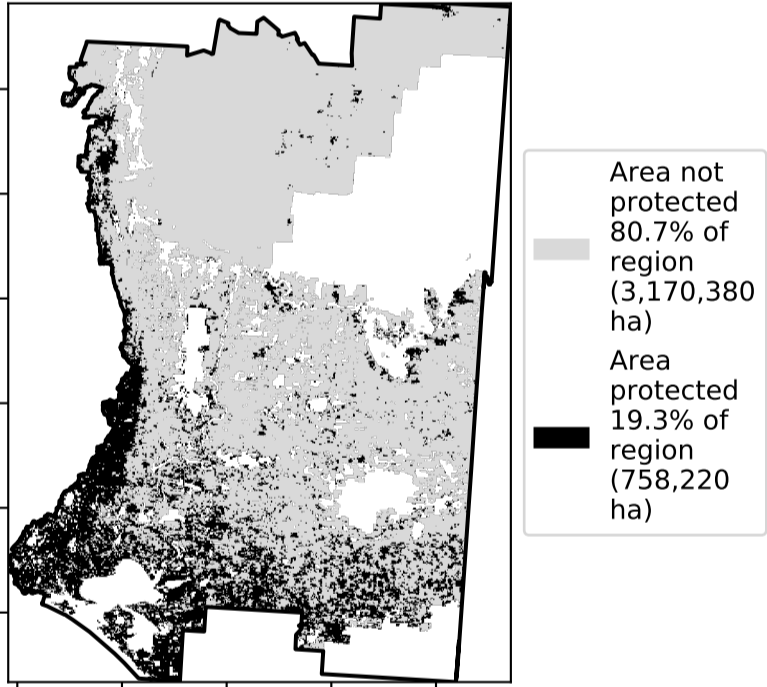 Area not
protected
80.7% of
region
(3,170,380
ha)
Area
protected
19.3% of
region
(758,220
ha)